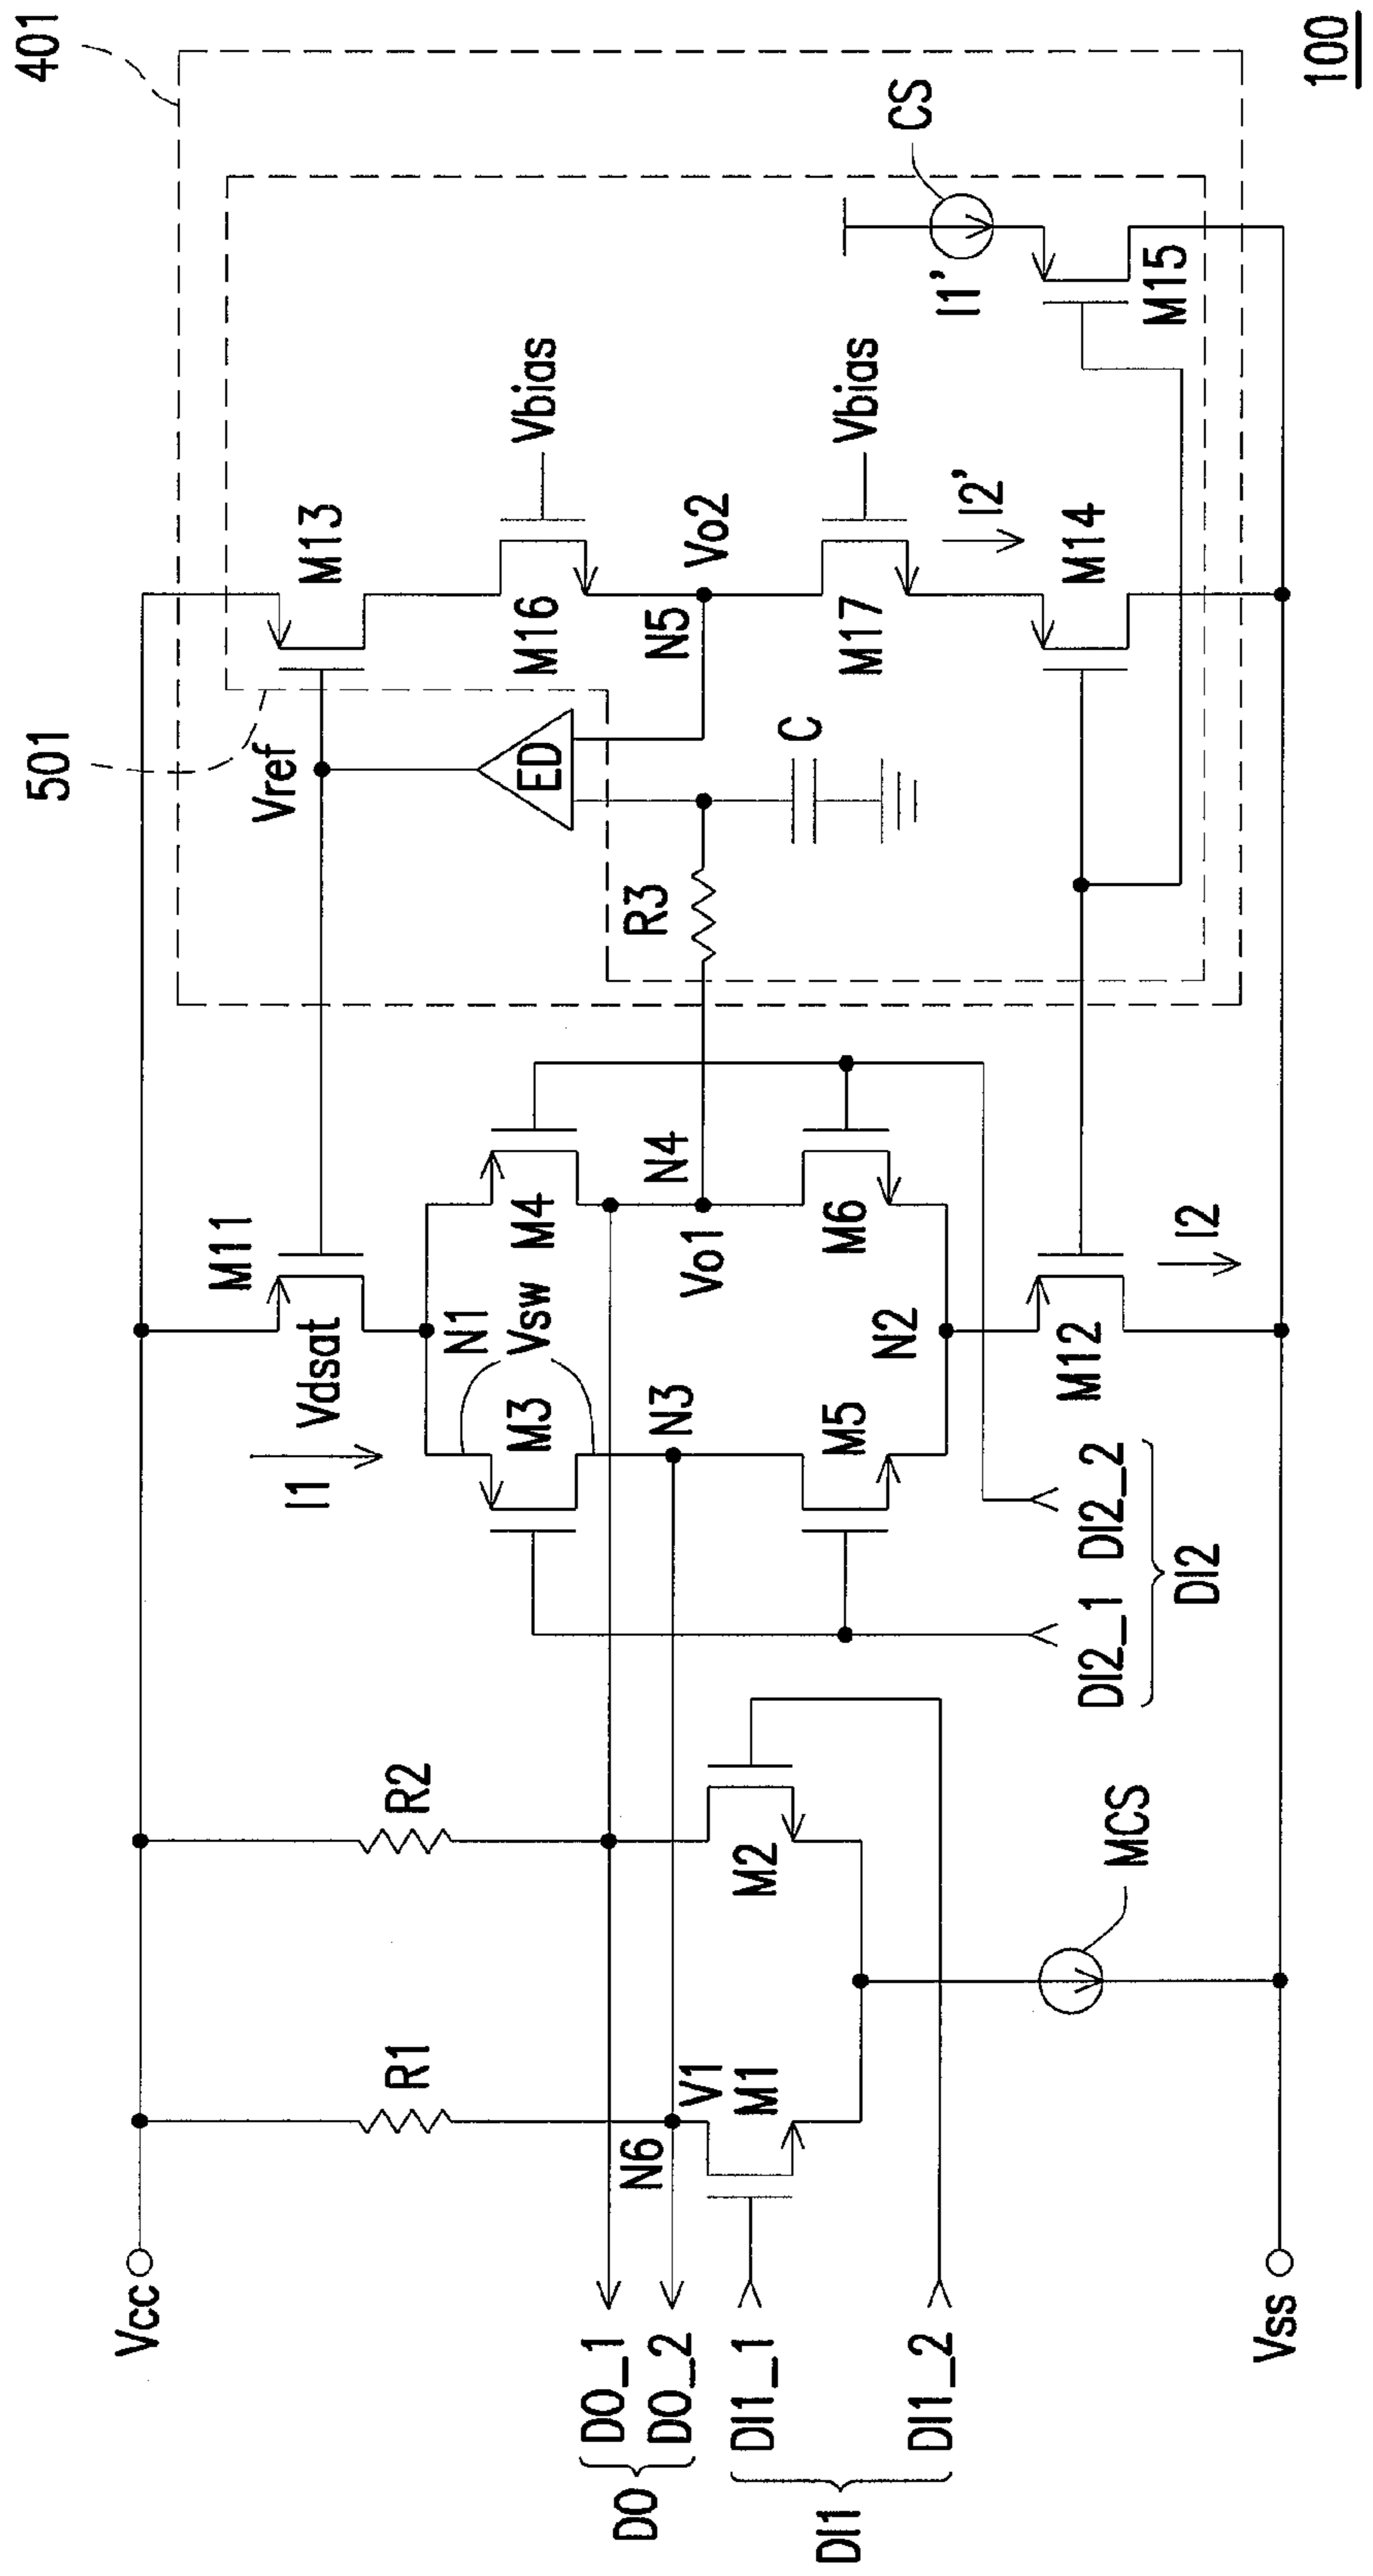 401
501
Vcc
R1
R2
I1
Vdsat
M11
Vref
M13
N1
Vsw
M3
M4
ED
M16
Vbias
DO
DO_1
DO_2
N6
V1
M1
M2
N3
N4
Vo1
R3
N5
Vo2
C
M5
M6
N2
M17
Vbias
I2'
CS
I1'
DI1
DI1_1
DI1_2
MCS
DI2_1
DI2_2
DI2
M12
I2
M14
M15
Vss
100